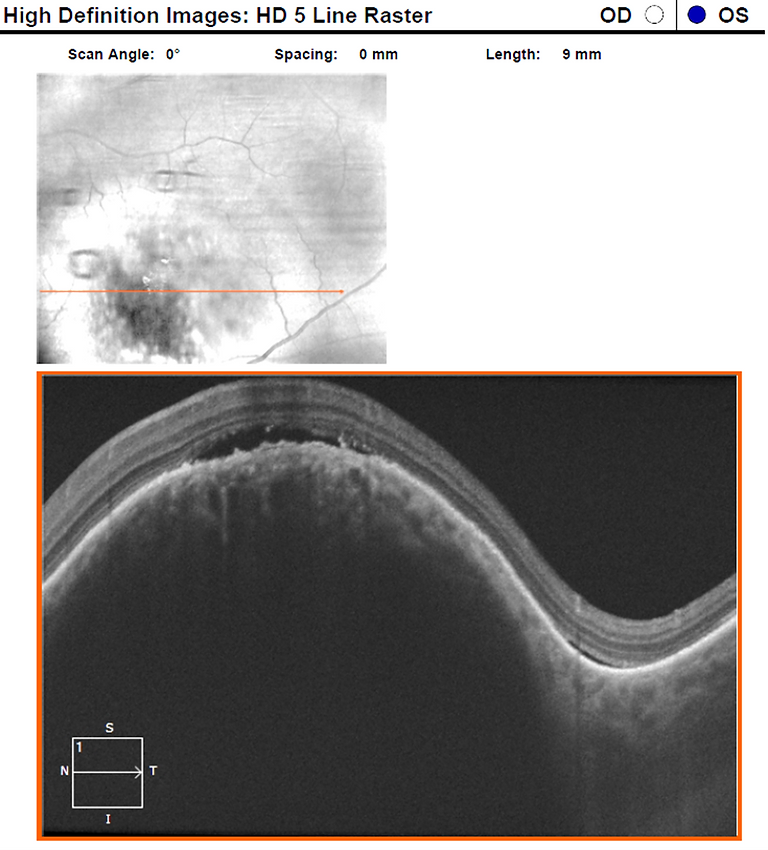 High Definition Images: HD 5 Line Raster OD OS
Scan Angle: 0° Spacing: 0 mm Length: 9 mm
S
1
N T
I